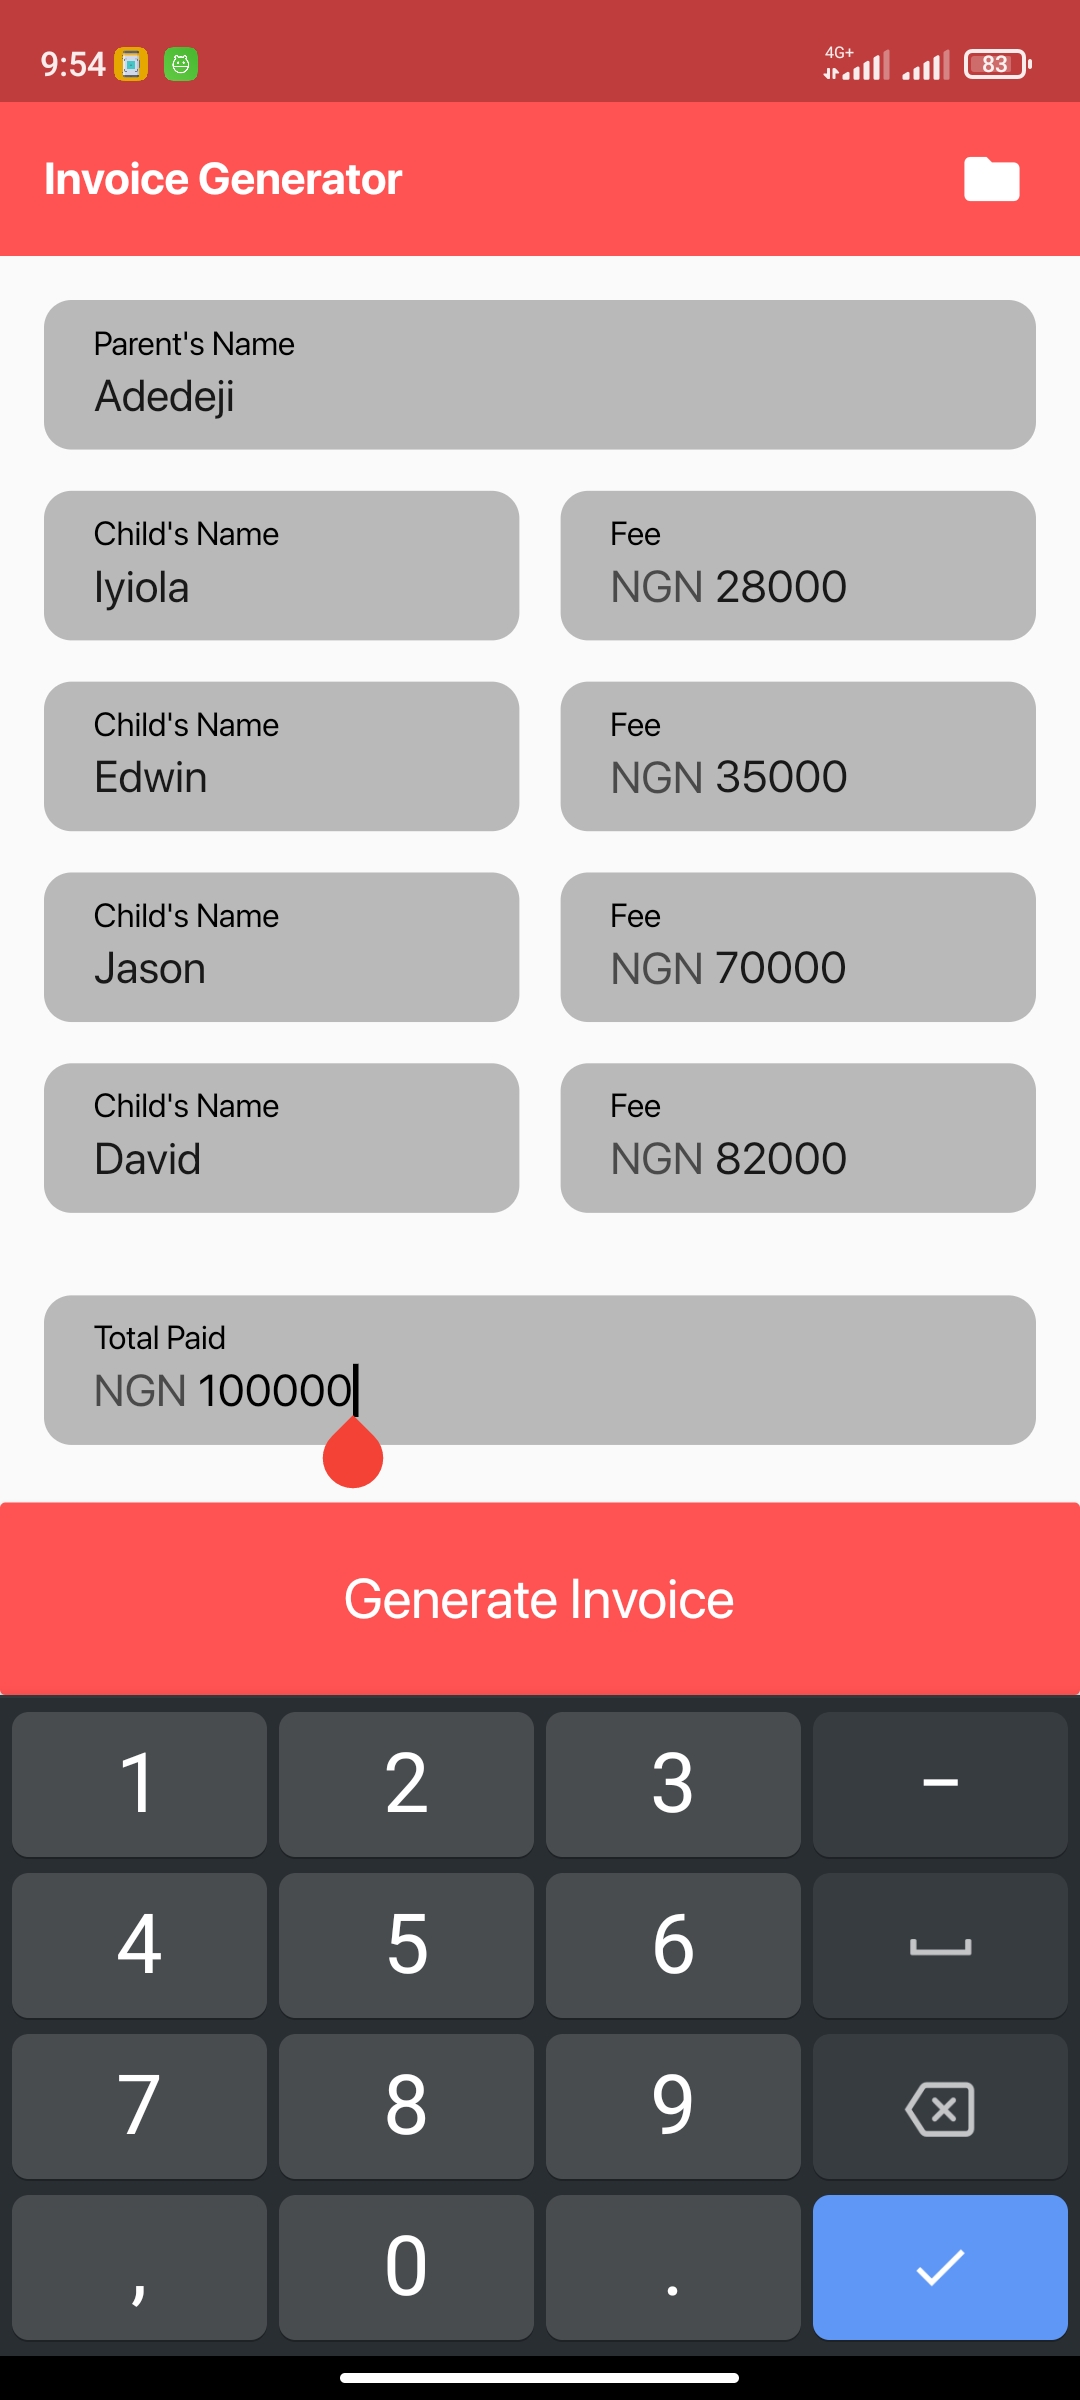 9:54
4G+
83
Invoice Generator
Parent's Name
Adedeji
Child's Name
Iyiola
Fee
NGN 28000
Child's Name
Edwin
Fee
NGN 35000
Child's Name
Jason
Fee
NGN 70000
Child's Name
David
Fee
NGN 82000
Total Paid
NGN 100000
Generate Invoice
1 2 3 –
4 5 6
7 8 9
, 0 .